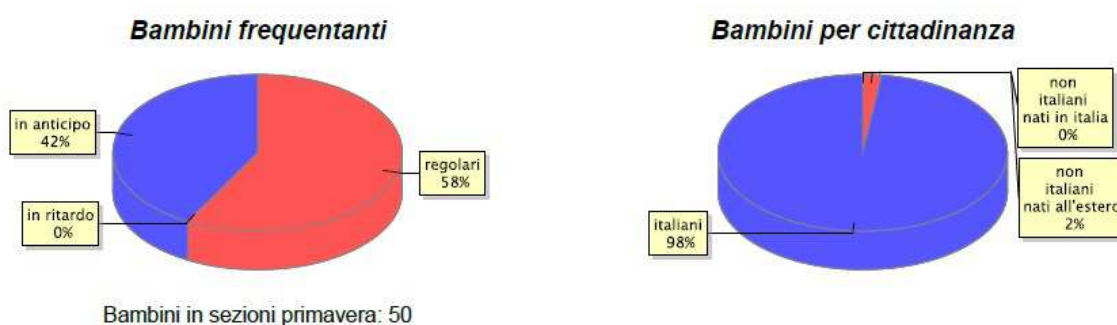 Bambini frequentanti
in anticipo
42%
regolari
58%
in ritardo
0%
Bambini in sezioni primavera: 50
Bambini per cittadinanza
non
italiani
nati in italia
0%
non
italiani
nati all'estero
2%
italiani
98%